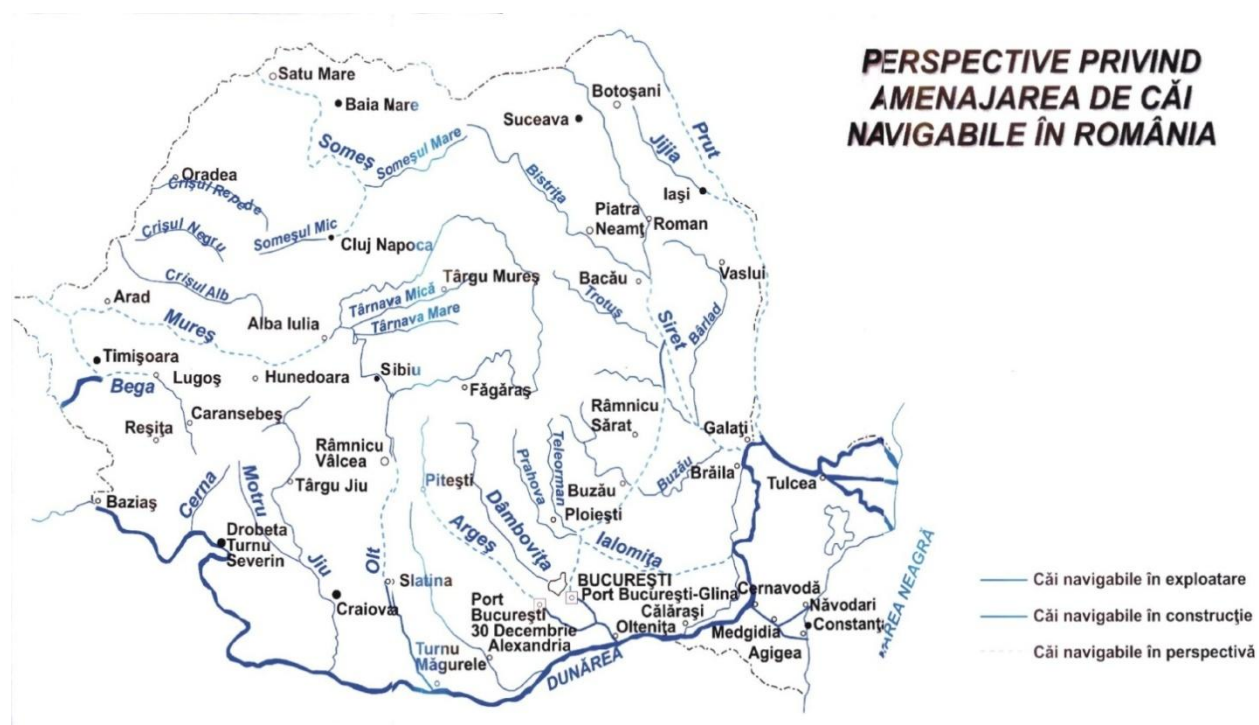 PERSPECTIVE PRIVIND
AMENAJAREA DE CĂI
NAVIGABILE ÎN ROMÂNIA
Satu Mare
Baia Mare
Botoşani
Suceava
Prut
Jijia
Someş
Someşul Mare
Oradea
Crişul Repede
Bistriţa
Iaşi
Piatra
Neamţ
Roman
Crişul Negru
Someşul Mic
Cluj Napoca
Vaslui
Bacău
Târgu Mureş
Crişul Alb
Târnava Mică
Trotuş
Arad
Mureş
Alba Iulia
Târnava Mare
Siret
Bârlad
Timişoara
Bega
Lugoş
Hunedoara
Sibiu
Făgăraş
Caransebeş
Reşiţa
Râmnicu
Sărat
Galaţi
Râmnicu
Vâlcea
Teleorman
Prahova
Buzău
Brăila
Piteşti
Buzău
Tulcea
Târgu Jiu
Cerna
Motru
Dâmboviţa
Ploieşti
Baziaş
Argeş
Ialomiţa
Drobeta
Turnu
Severin
Jiu
Olt
Slatina
BUCUREŞTI
Port Bucureşti-Glina
Cernavodă
Năvodari
Craiova
Port
Bucureşti
30 Decembrie
Călăraşi
Olteniţa
Medgidia
Constanţ
Agigea
Alexandria
Turnu
Măgurele
DUNĂREA
MAREA NEAGRĂ
Căi navigabile în exploatare
Căi navigabile în construcţie
Căi navigabile în perspectivă